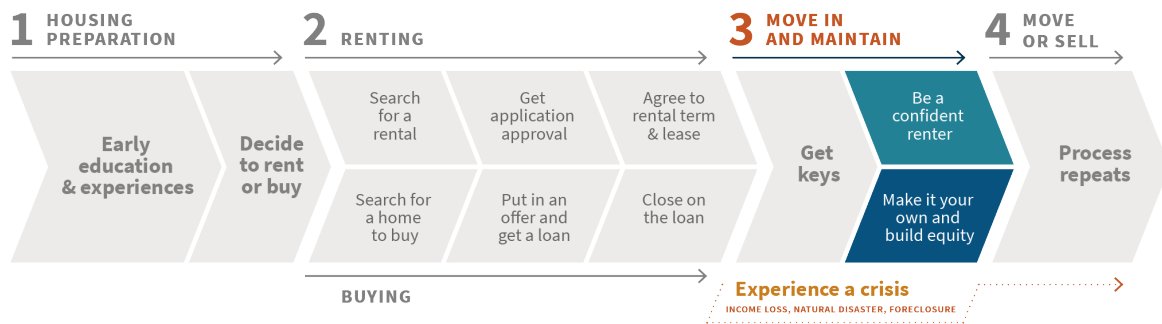 1 HOUSING
PREPARATION
2 RENTING
3 MOVE IN
AND MAINTAIN
4 MOVE
OR SELL
Early
education
& experiences
Decide
to rent
or buy
Search
for a
rental
Get
application
approval
Agree to
rental term
& lease
Search for
a home
to buy
Put in an
offer and
get a loan
Close on
the loan
Get
keys
Be a
confident
renter
Make it your
own and
build equity
Process
repeats
BUYING
Experience a crisis
INCOME LOSS, NATURAL DISASTER, FORECLOSURE